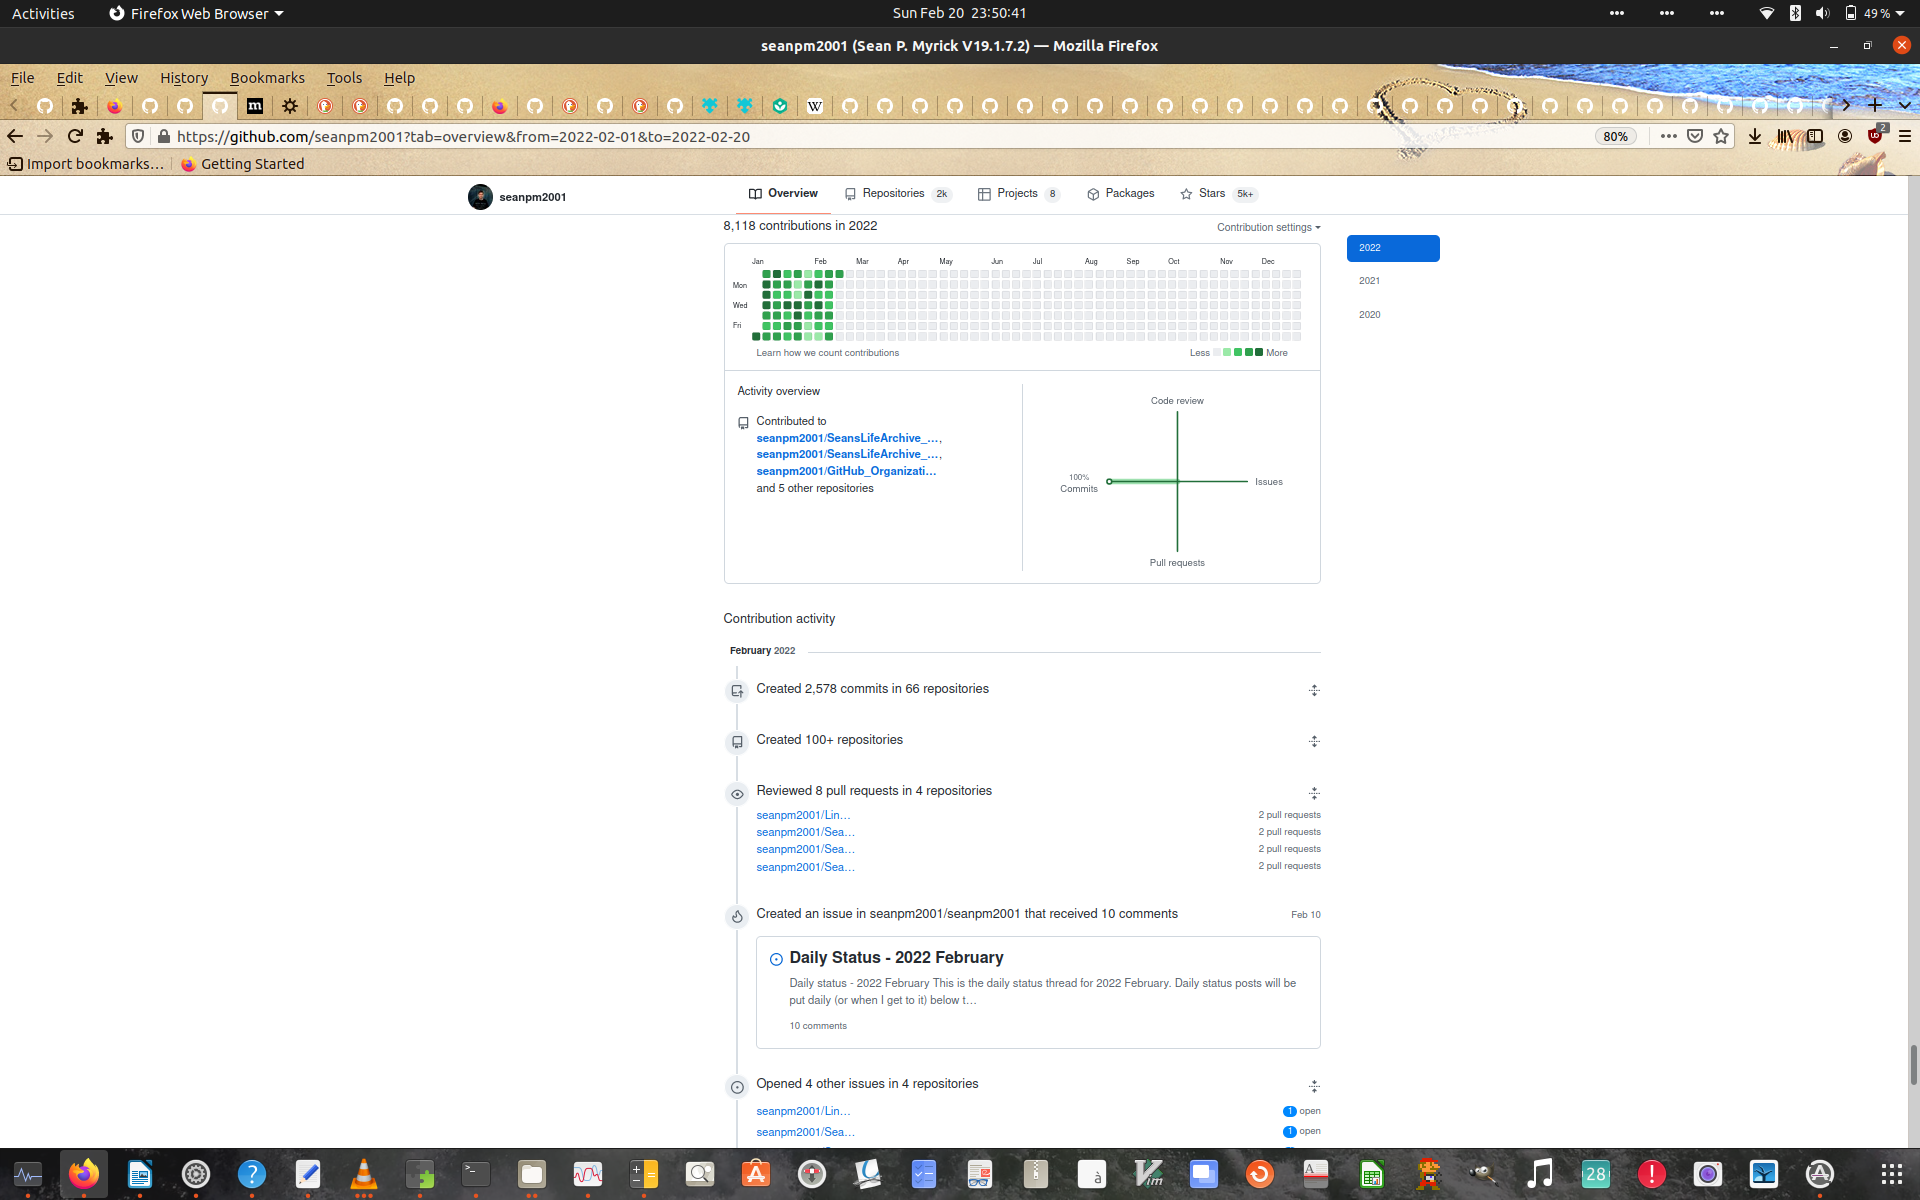 Activities
Firefox Web Browser
Sun Feb 20 23:50:41
49 %
seanpm2001 (Sean P. Myrick V19.1.7.2) — Mozilla Firefox
File Edit View History Bookmarks Tools Help
https://github.com/seanpm2001?tab=overview&from=2022-02-01&to=2022-02-20
80%
2
Import bookmarks…
Getting Started
seanpm2001
Overview
Repositories 2k
Projects 8
Packages
Stars 5k+
8,118 contributions in 2022
Contribution settings
2022
2021
2020
Jan Feb Mar Apr May Jun Jul Aug Sep Oct Nov Dec
Mon
Wed
Fri
Learn how we count contributions
Less More
Activity overview
Contributed to
seanpm2001/SeansLifeArchive_…,
seanpm2001/SeansLifeArchive_…,
seanpm2001/GitHub_Organizati…
and 5 other repositories
Code review
100%
Commits
Issues
Pull requests
Contribution activity
February 2022
Created 2,578 commits in 66 repositories
Created 100+ repositories
Reviewed 8 pull requests in 4 repositories
seanpm2001/Lin… 2 pull requests
seanpm2001/Sea… 2 pull requests
seanpm2001/Sea… 2 pull requests
seanpm2001/Sea… 2 pull requests
Created an issue in seanpm2001/seanpm2001 that received 10 comments
Feb 10
Daily Status - 2022 February
Daily status - 2022 February This is the daily status thread for 2022 February. Daily status posts will be
put daily (or when I get to it) below t…
10 comments
Opened 4 other issues in 4 repositories
seanpm2001/Lin… 1 open
seanpm2001/Sea… 1 open
28